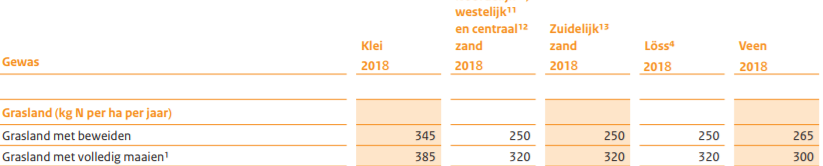 westelijk¹¹
en centraal¹² Zuidelijk¹³
Klei zand zand Löss⁴ Veen
Gewas 2018 2018 2018 2018 2018
Grasland (kg N per ha per jaar)
Grasland met beweiden 345 250 250 250 265
Grasland met volledig maaien¹ 385 320 320 320 300